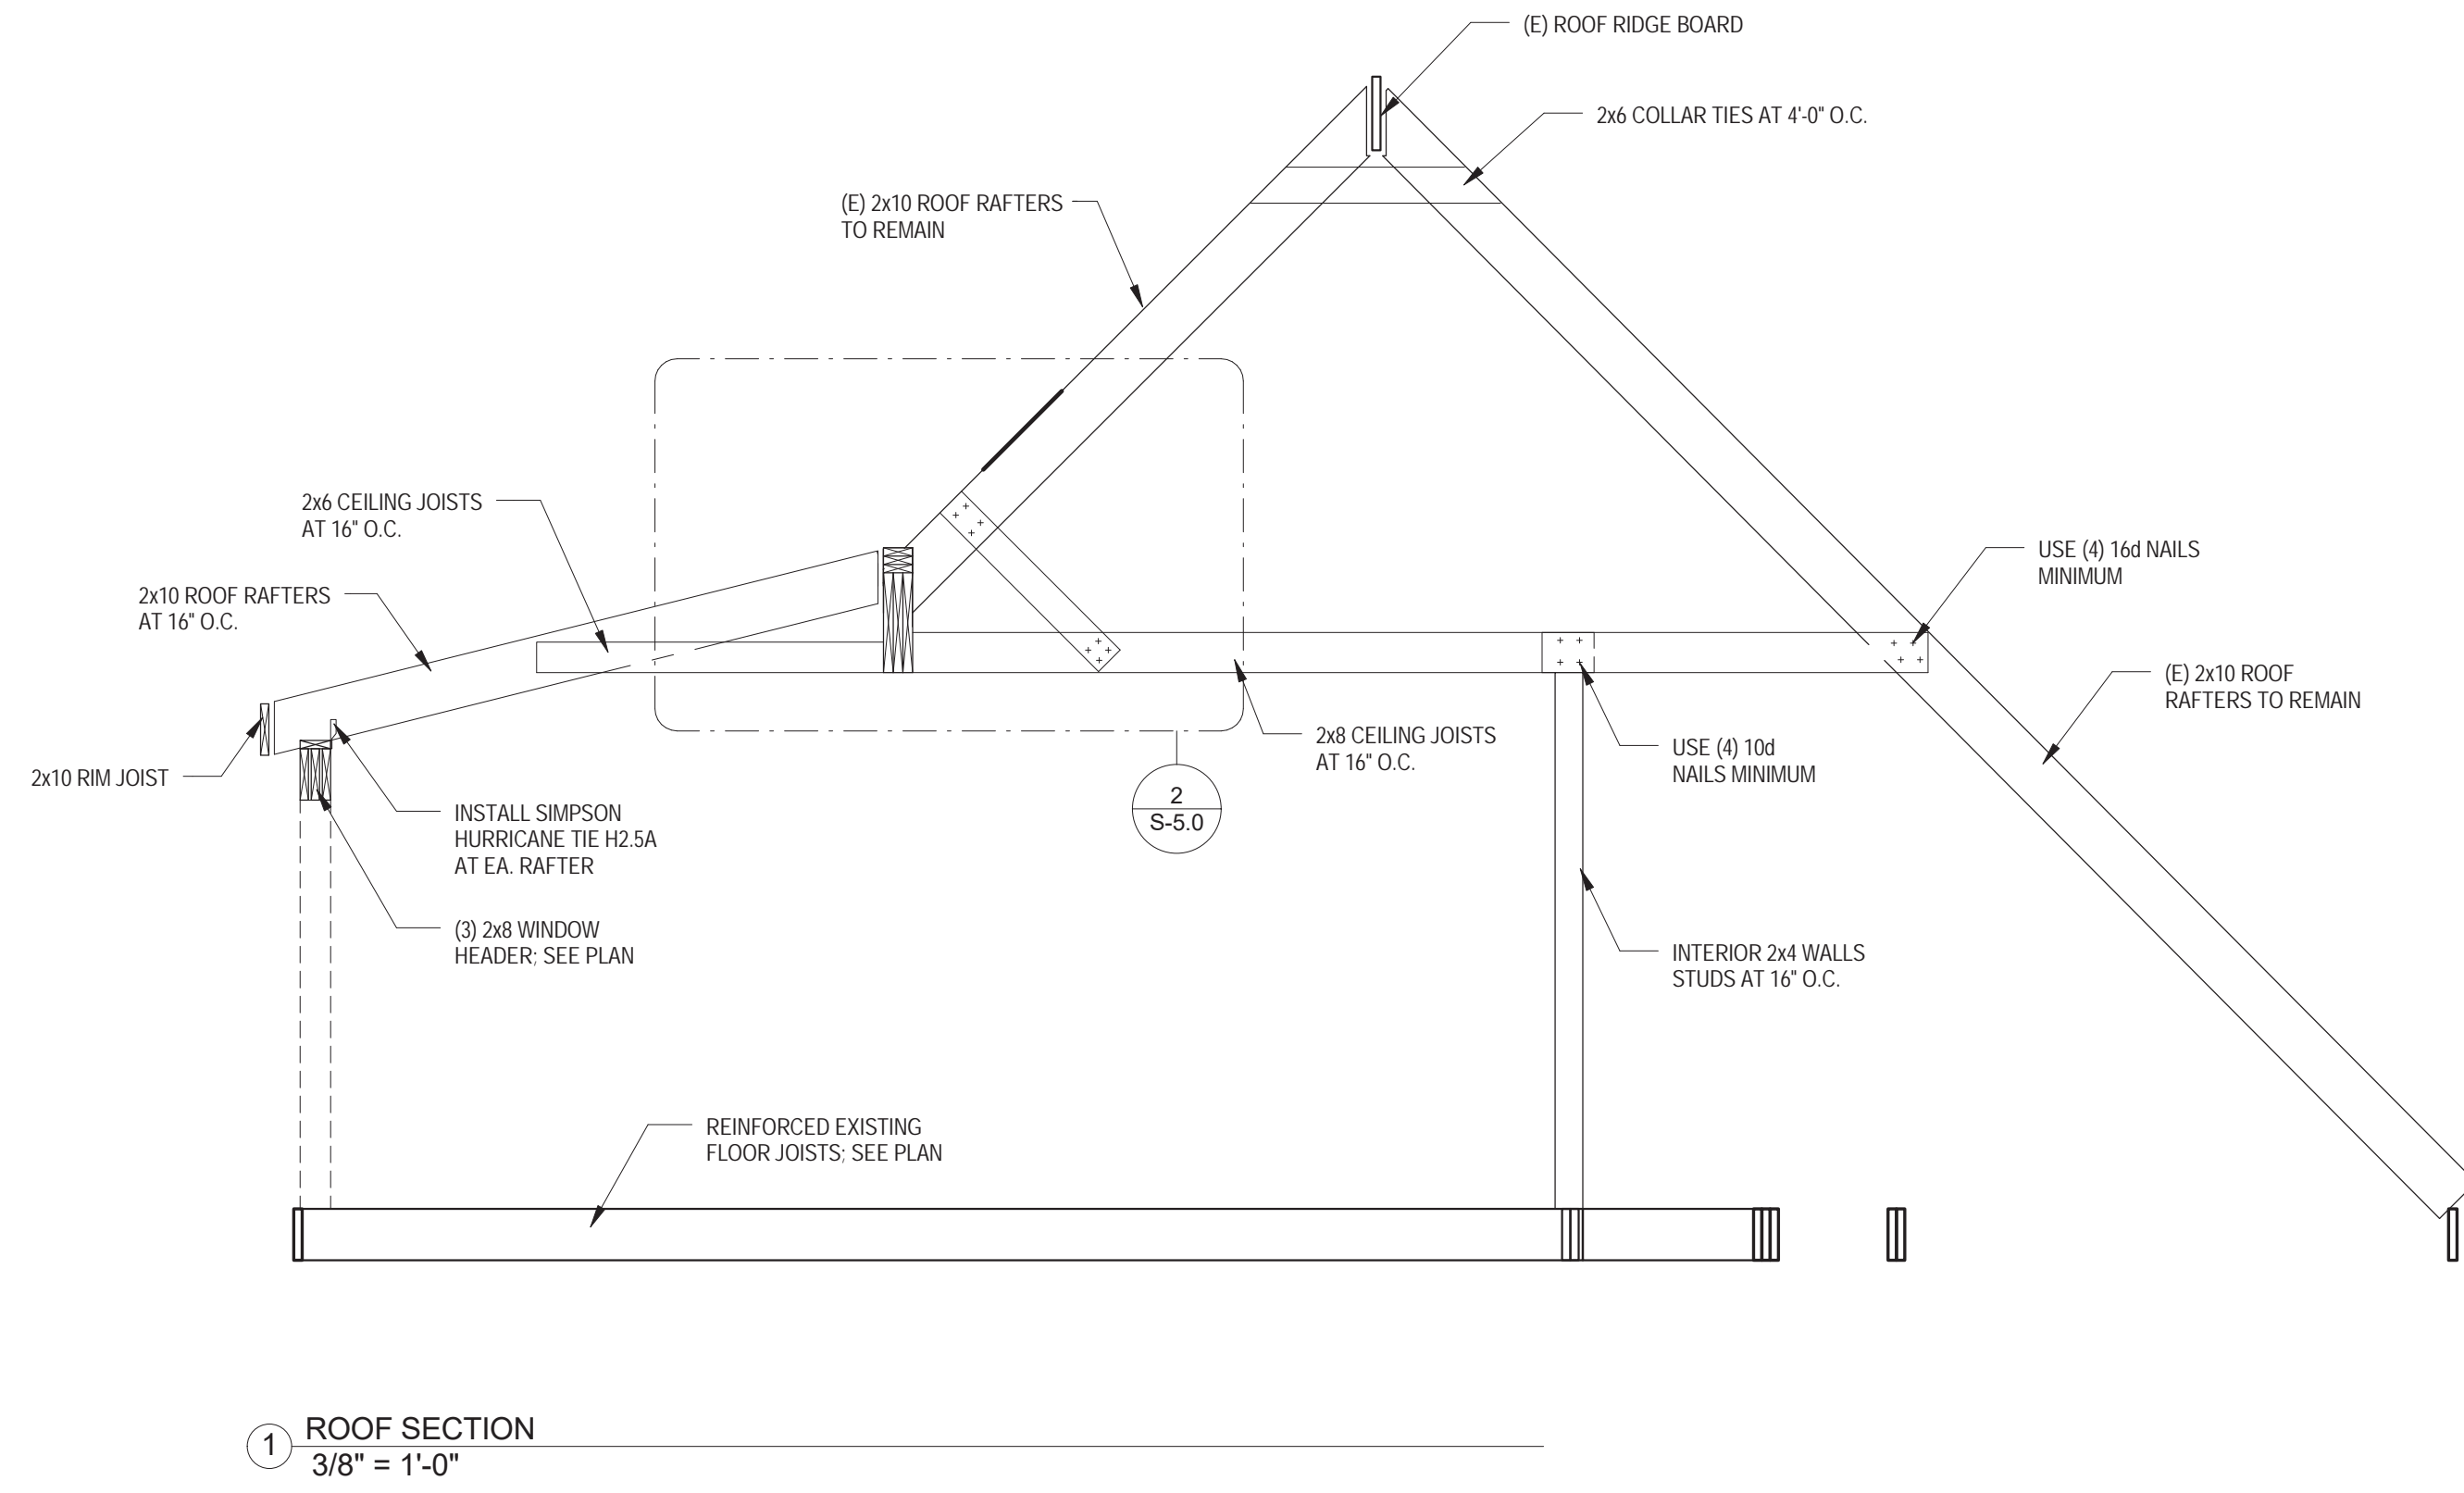 (E) ROOF RIDGE BOARD
2x6 COLLAR TIES AT 4'-0" O.C.
(E) 2x10 ROOF RAFTERS
TO REMAIN
2x6 CEILING JOISTS
AT 16" O.C.
2x10 ROOF RAFTERS
AT 16" O.C.
USE (4) 16d NAILS
MINIMUM
(E) 2x10 ROOF
RAFTERS TO REMAIN
2x8 CEILING JOISTS
AT 16" O.C.
USE (4) 10d
NAILS MINIMUM
2x10 RIM JOIST
2
S-5.0
INSTALL SIMPSON
HURRICANE TIE H2.5A
AT EA. RAFTER
(3) 2x8 WINDOW
HEADER; SEE PLAN
INTERIOR 2x4 WALLS
STUDS AT 16" O.C.
REINFORCED EXISTING
FLOOR JOISTS; SEE PLAN
1
ROOF SECTION
3/8" = 1'-0"